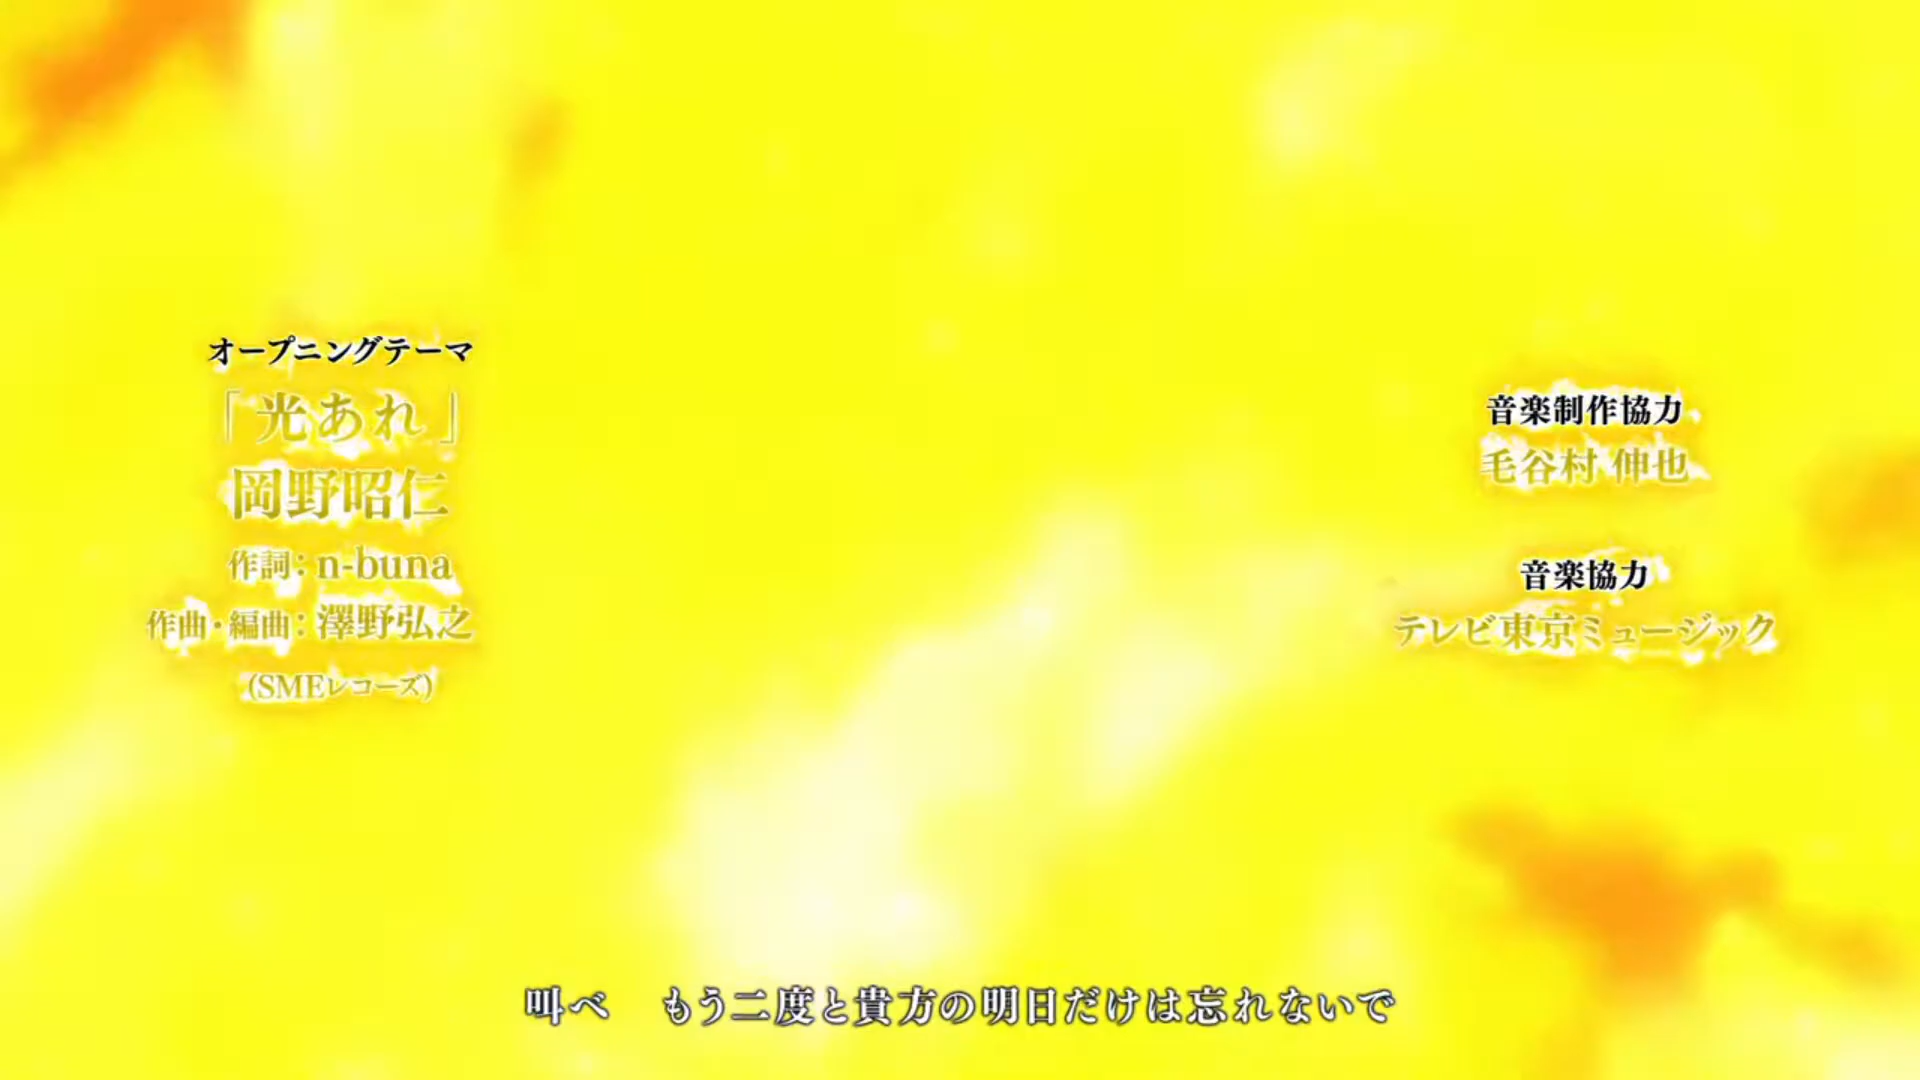 オープニングテーマ
「光あれ」
岡野昭仁
作詞：n-buna
作曲・編曲：澤野弘之
(SMEレコーズ)
音楽制作協力
毛谷村 伸也
音楽協力
テレビ東京ミュージック
叫べ　もう二度と貴方の明日だけは忘れないで